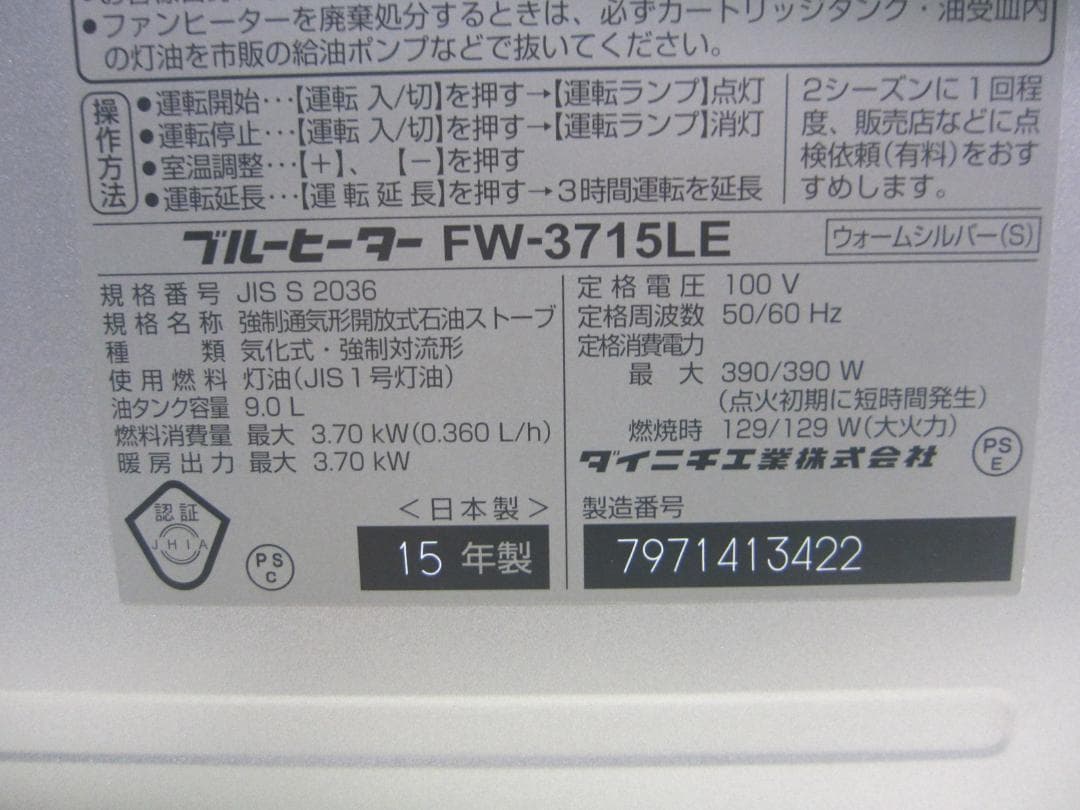 ●ファンヒーターを廃棄処分するときは、必ずカートリッジタンク・油受皿内
の灯油を市販の給油ポンプなどで抜いてください。
操作方法
●運転開始…【運転 入/切】を押す→【運転ランプ】点灯
●運転停止…【運転 入/切】を押す→【運転ランプ】消灯
●室温調整…【+】、【-】を押す
●運転延長…【運転延長】を押す→3時間運転を延長
2シーズンに1回程
度、販売店などに点
検依頼(有料)をおす
すめします。
ブルーヒーター FW-3715LE
ウォームシルバー(S)
規格番号 JIS S 2036
規格名称 強制通気形開放式石油ストーブ
種類 気化式・強制対流形
使用燃料 灯油(JIS1号灯油)
油タンク容量 9.0 L
燃料消費量 最大 3.70 kW(0.360 L/h)
暖房出力 最大 3.70 kW
認証
JHIA
PS
C
<日本製>
15 年製
定格電圧 100 V
定格周波数 50/60 Hz
定格消費電力
最大 390/390 W
(点火初期に短時間発生)
燃焼時 129/129 W(大火力)
ダイニチ工業株式会社
PS
E
製造番号
7971413422